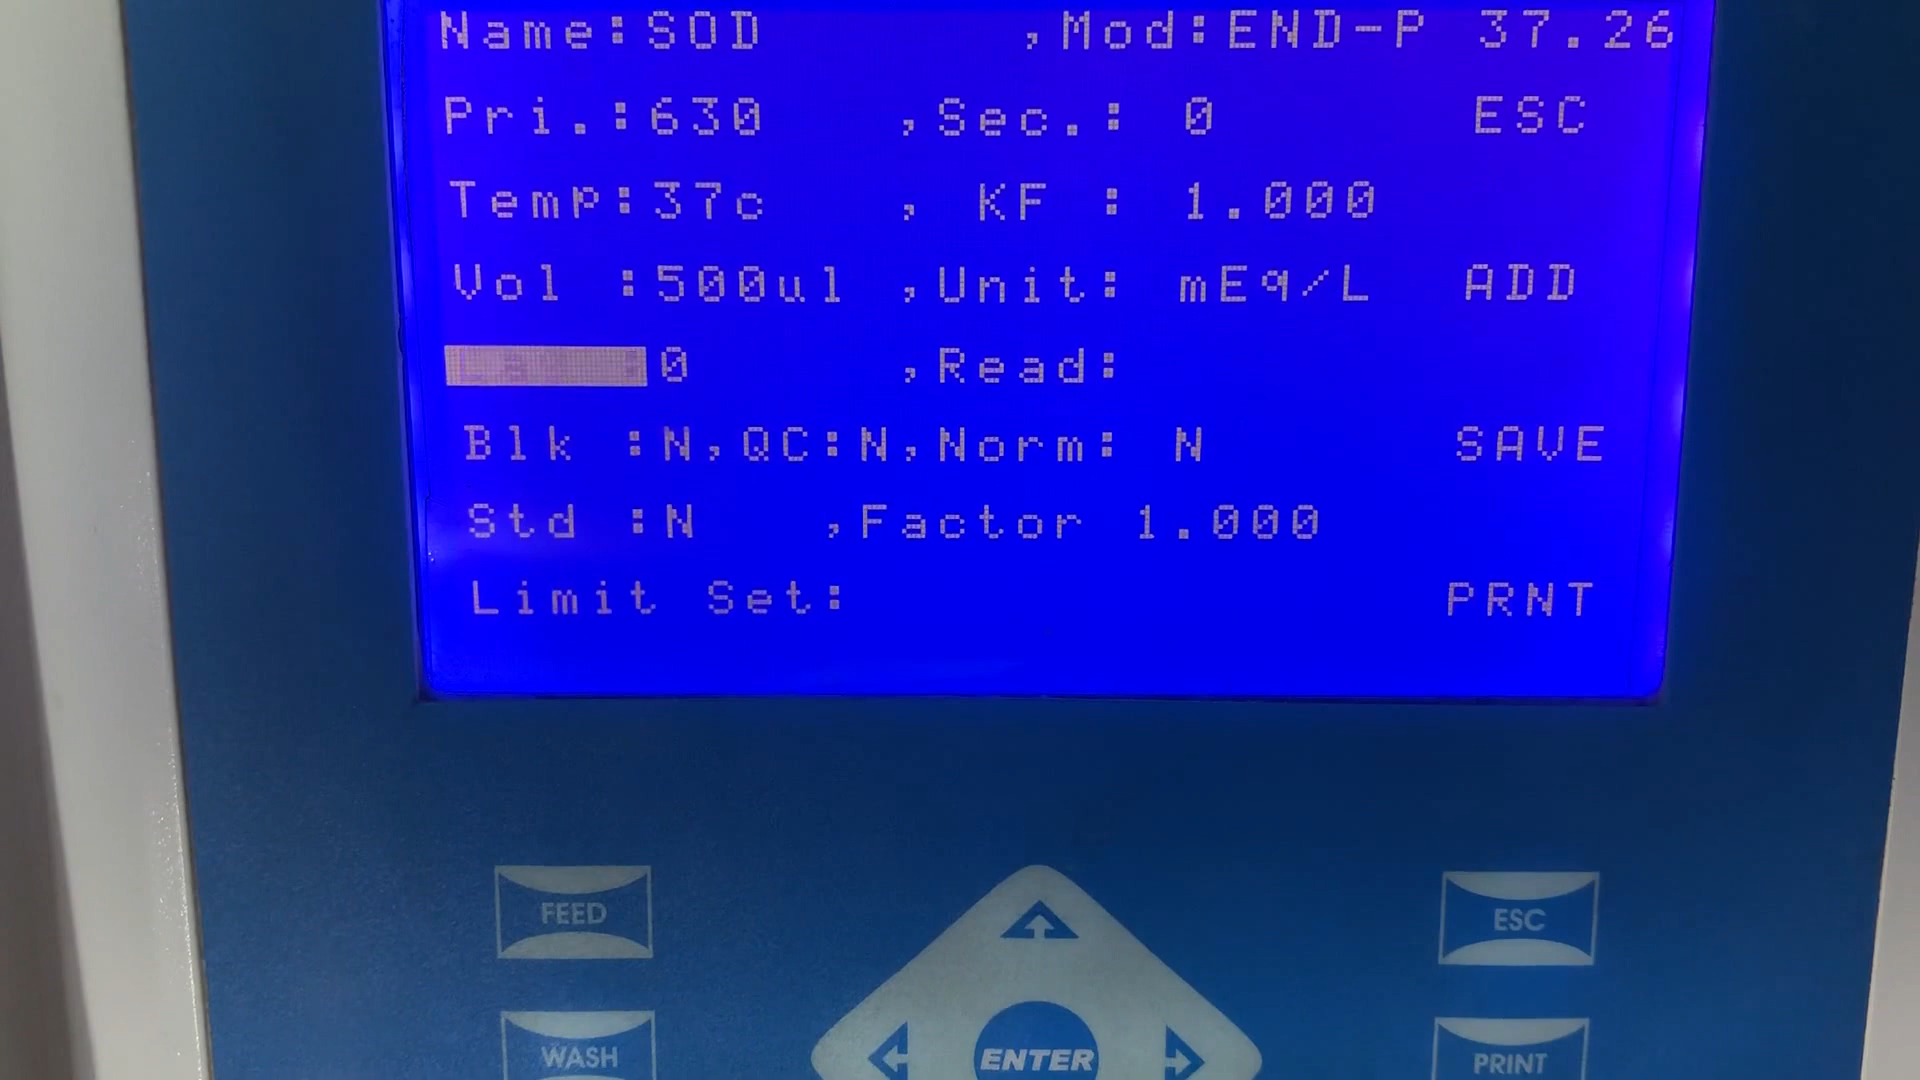 Name:SOD ,Mod:END-P 37.26
Pri.:630 ,Sec.: 0 ESC
Temp:37c , KF : 1.000
Vol :500ul ,Unit: mEq/L ADD
0 ,Read:
Blk :N,QC:N,Norm: N SAVE
Std :N ,Factor 1.000
Limit Set: PRNT
FEED ESC
WASH ENTER PRINT